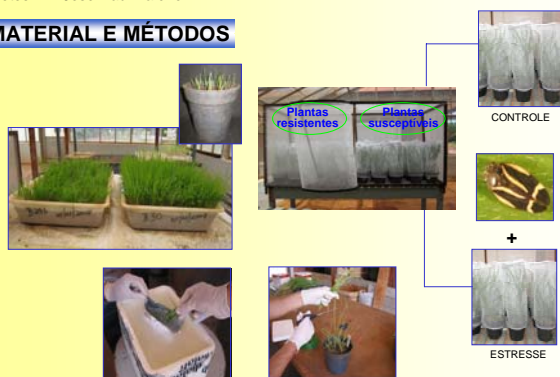 MATERIAL E MÉTODOS
Plantas
resistentes
Plantas
susceptíveis
CONTROLE
+
ESTRESSE